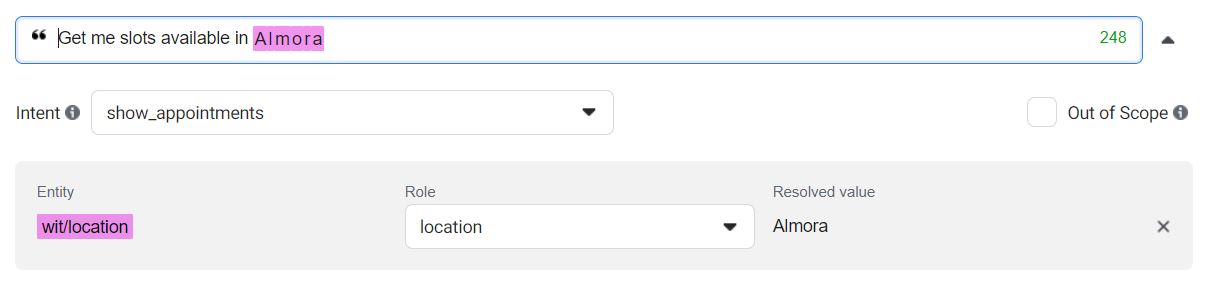 ❝ Get me slots available in Almora 248
Intent show_appointments Out of Scope
Entity Role Resolved value
wit/location location Almora